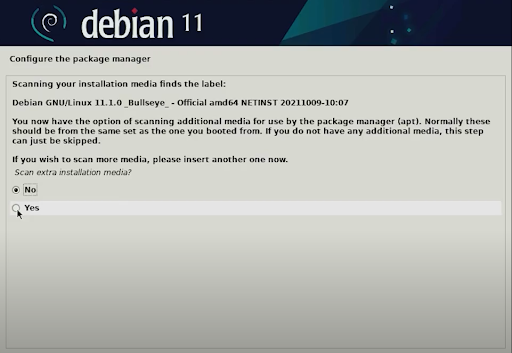 debian 11
Configure the package manager
Scanning your installation media finds the label:
Debian GNU/Linux 11.1.0 _Bullseye_ - Official amd64 NETINST 20211009-10:07
You now have the option of scanning additional media for use by the package manager (apt). Normally these
should be from the same set as the one you booted from. If you do not have any additional media, this step
can just be skipped.
If you wish to scan more media, please insert another one now.
Scan extra installation media?
No
Yes